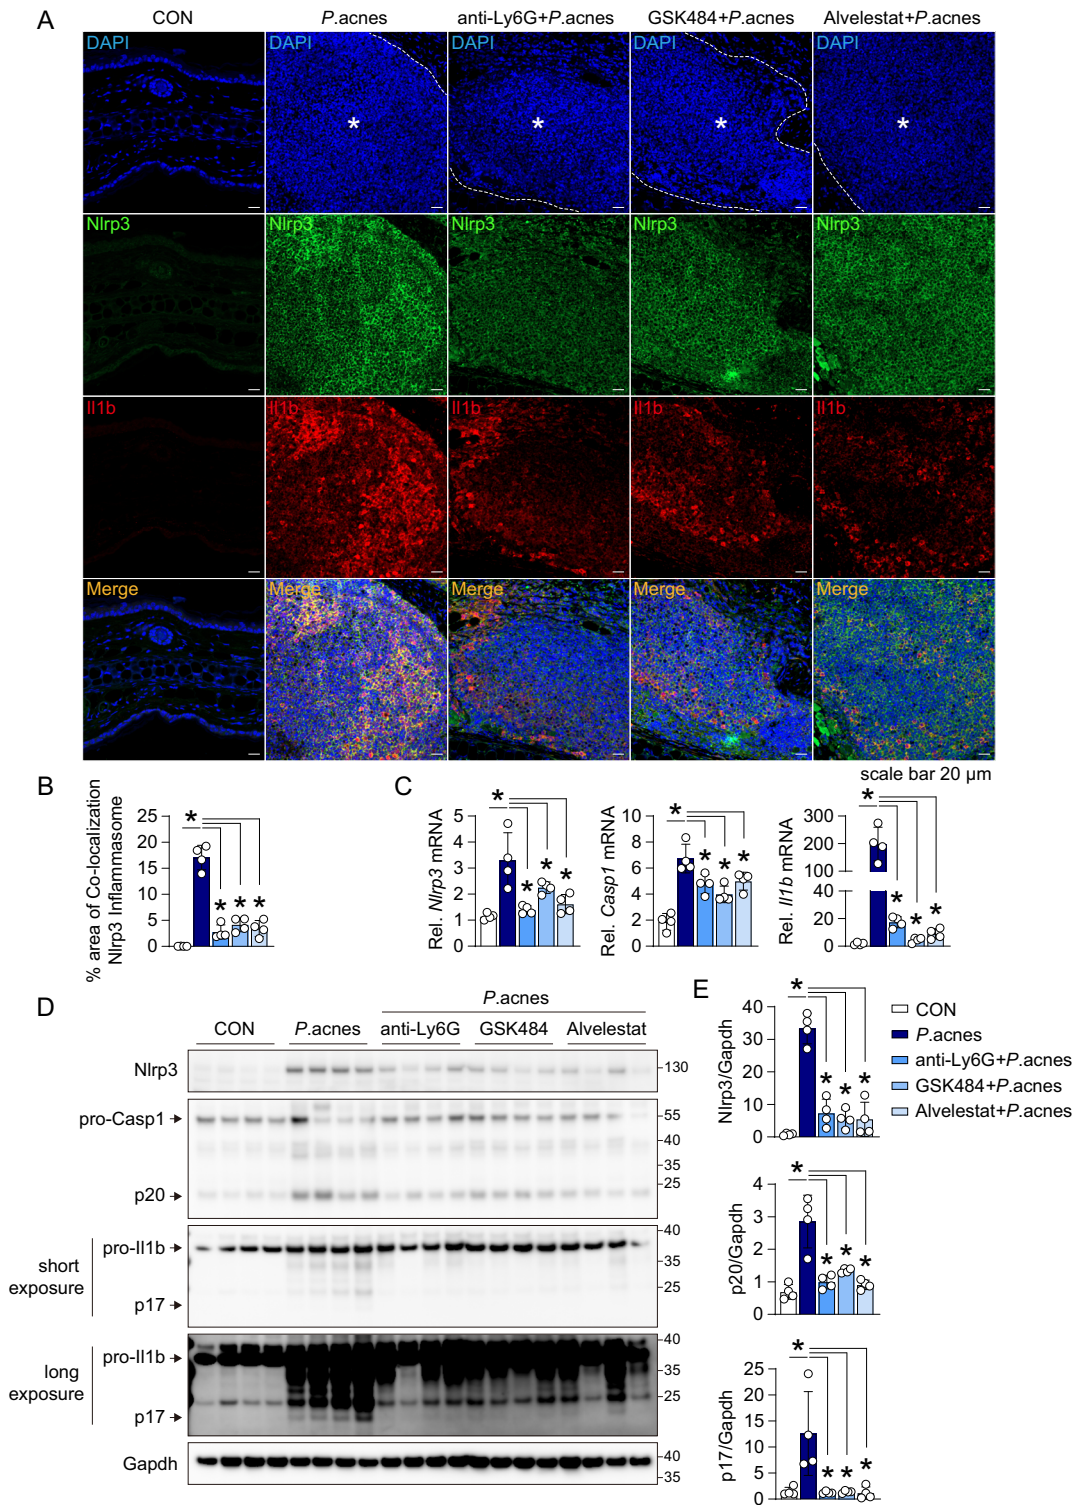 A
CON
P.acnes
anti-Ly6G+P.acnes
GSK484+P.acnes
Alvelestat+P.acnes
DAPI
DAPI
DAPI
DAPI
DAPI
*
*
*
*
Nlrp3
Nlrp3
Nlrp3
Nlrp3
Nlrp3
Il1b
Il1b
Il1b
Il1b
Il1b
Merge
Merge
Merge
Merge
Merge
scale bar 20 µm
B
% area of Co-localization
Nlrp3 Inflammasome
25
20
15
10
5
0
*
* * *
C
Rel. Nlrp3 mRNA
5
4
3
2
1
0
*
* * *
Rel. Casp1 mRNA
10
8
6
4
2
0
*
* * *
Rel. Il1b mRNA
300
200
100
40
20
0
*
* * *
D
P.acnes
CON
P.acnes
anti-Ly6G
GSK484
Alvelestat
Nlrp3
130
pro-Casp1
p20
55
40
35
25
short
exposure
pro-Il1b
p17
40
35
25
long
exposure
pro-Il1b
p17
40
35
25
Gapdh
40
35
E
Nlrp3/Gapdh
40
30
20
10
0
*
* * *
CON
P.acnes
anti-Ly6G+P.acnes
GSK484+P.acnes
Alvelestat+P.acnes
p20/Gapdh
4
3
2
1
0
*
* * *
p17/Gapdh
25
20
15
10
5
0
*
* * *